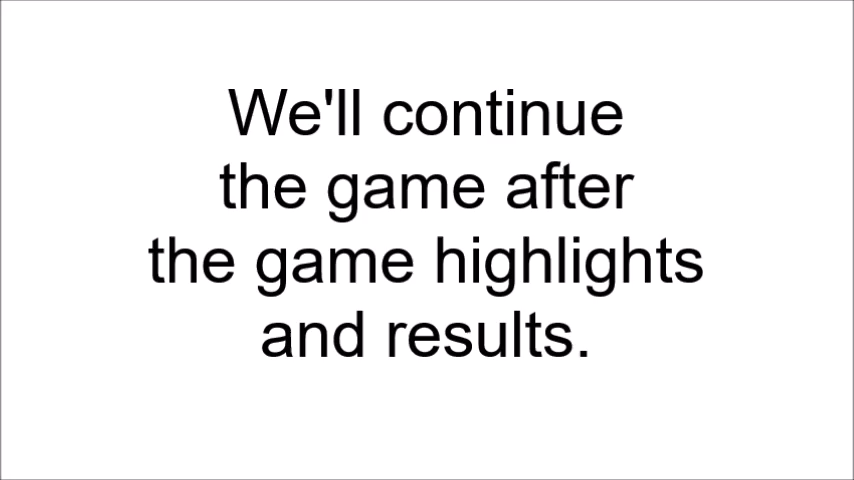 We'll continue
the game after
the game highlights
and results.